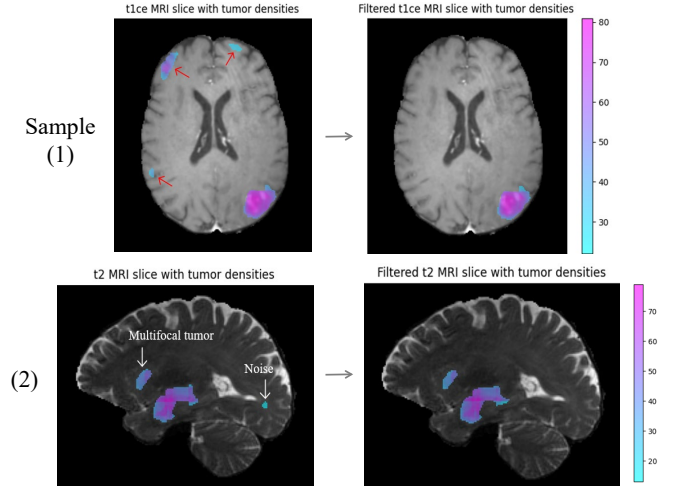 t1ce MRI slice with tumor densities
Filtered t1ce MRI slice with tumor densities
Sample
(1)
80
70
60
50
40
30
t2 MRI slice with tumor densities
Filtered t2 MRI slice with tumor densities
(2)
Multifocal tumor
Noise
70
60
50
40
30
20